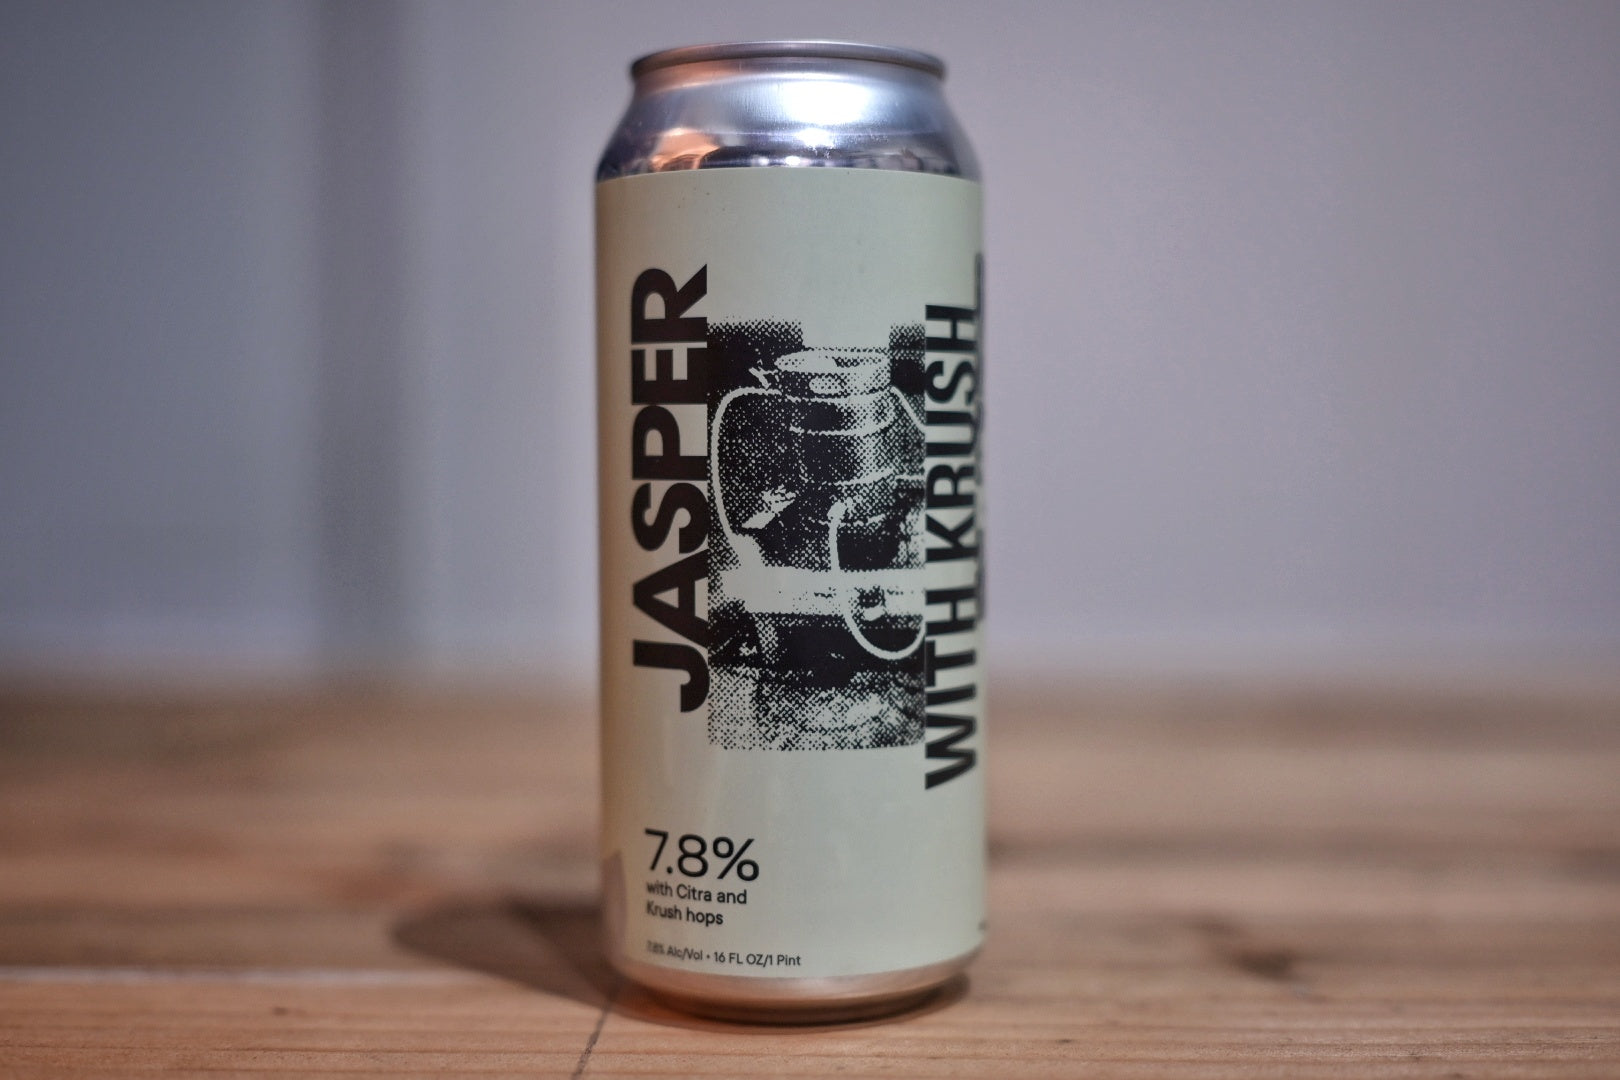 JASPER
WITH KRUSH
7.8%
with Citra and
Krush hops
7.8% Alc/Vol • 16 FL OZ/1 Pint